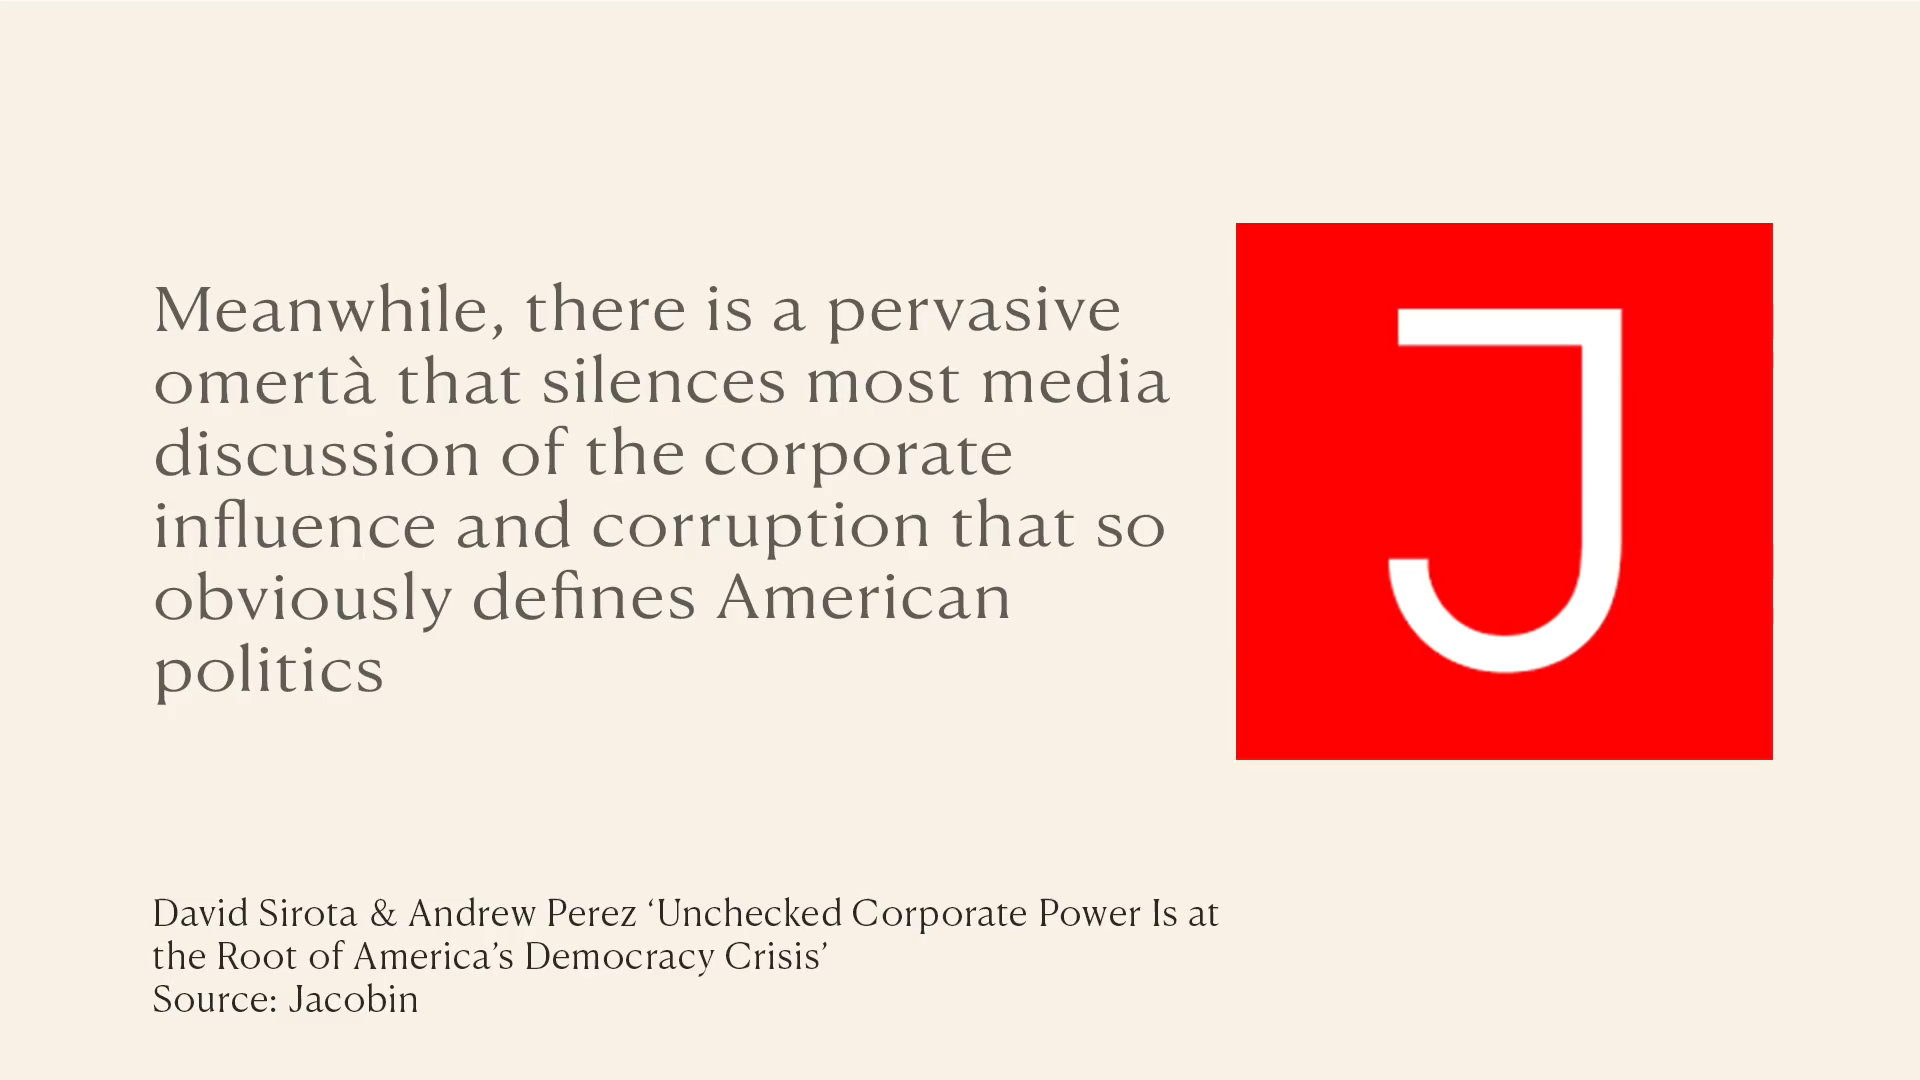 Meanwhile, there is a pervasive
omertà that silences most media
discussion of the corporate
influence and corruption that so
obviously defines American
politics
J
David Sirota & Andrew Perez ‘Unchecked Corporate Power Is at
the Root of America’s Democracy Crisis’
Source: Jacobin